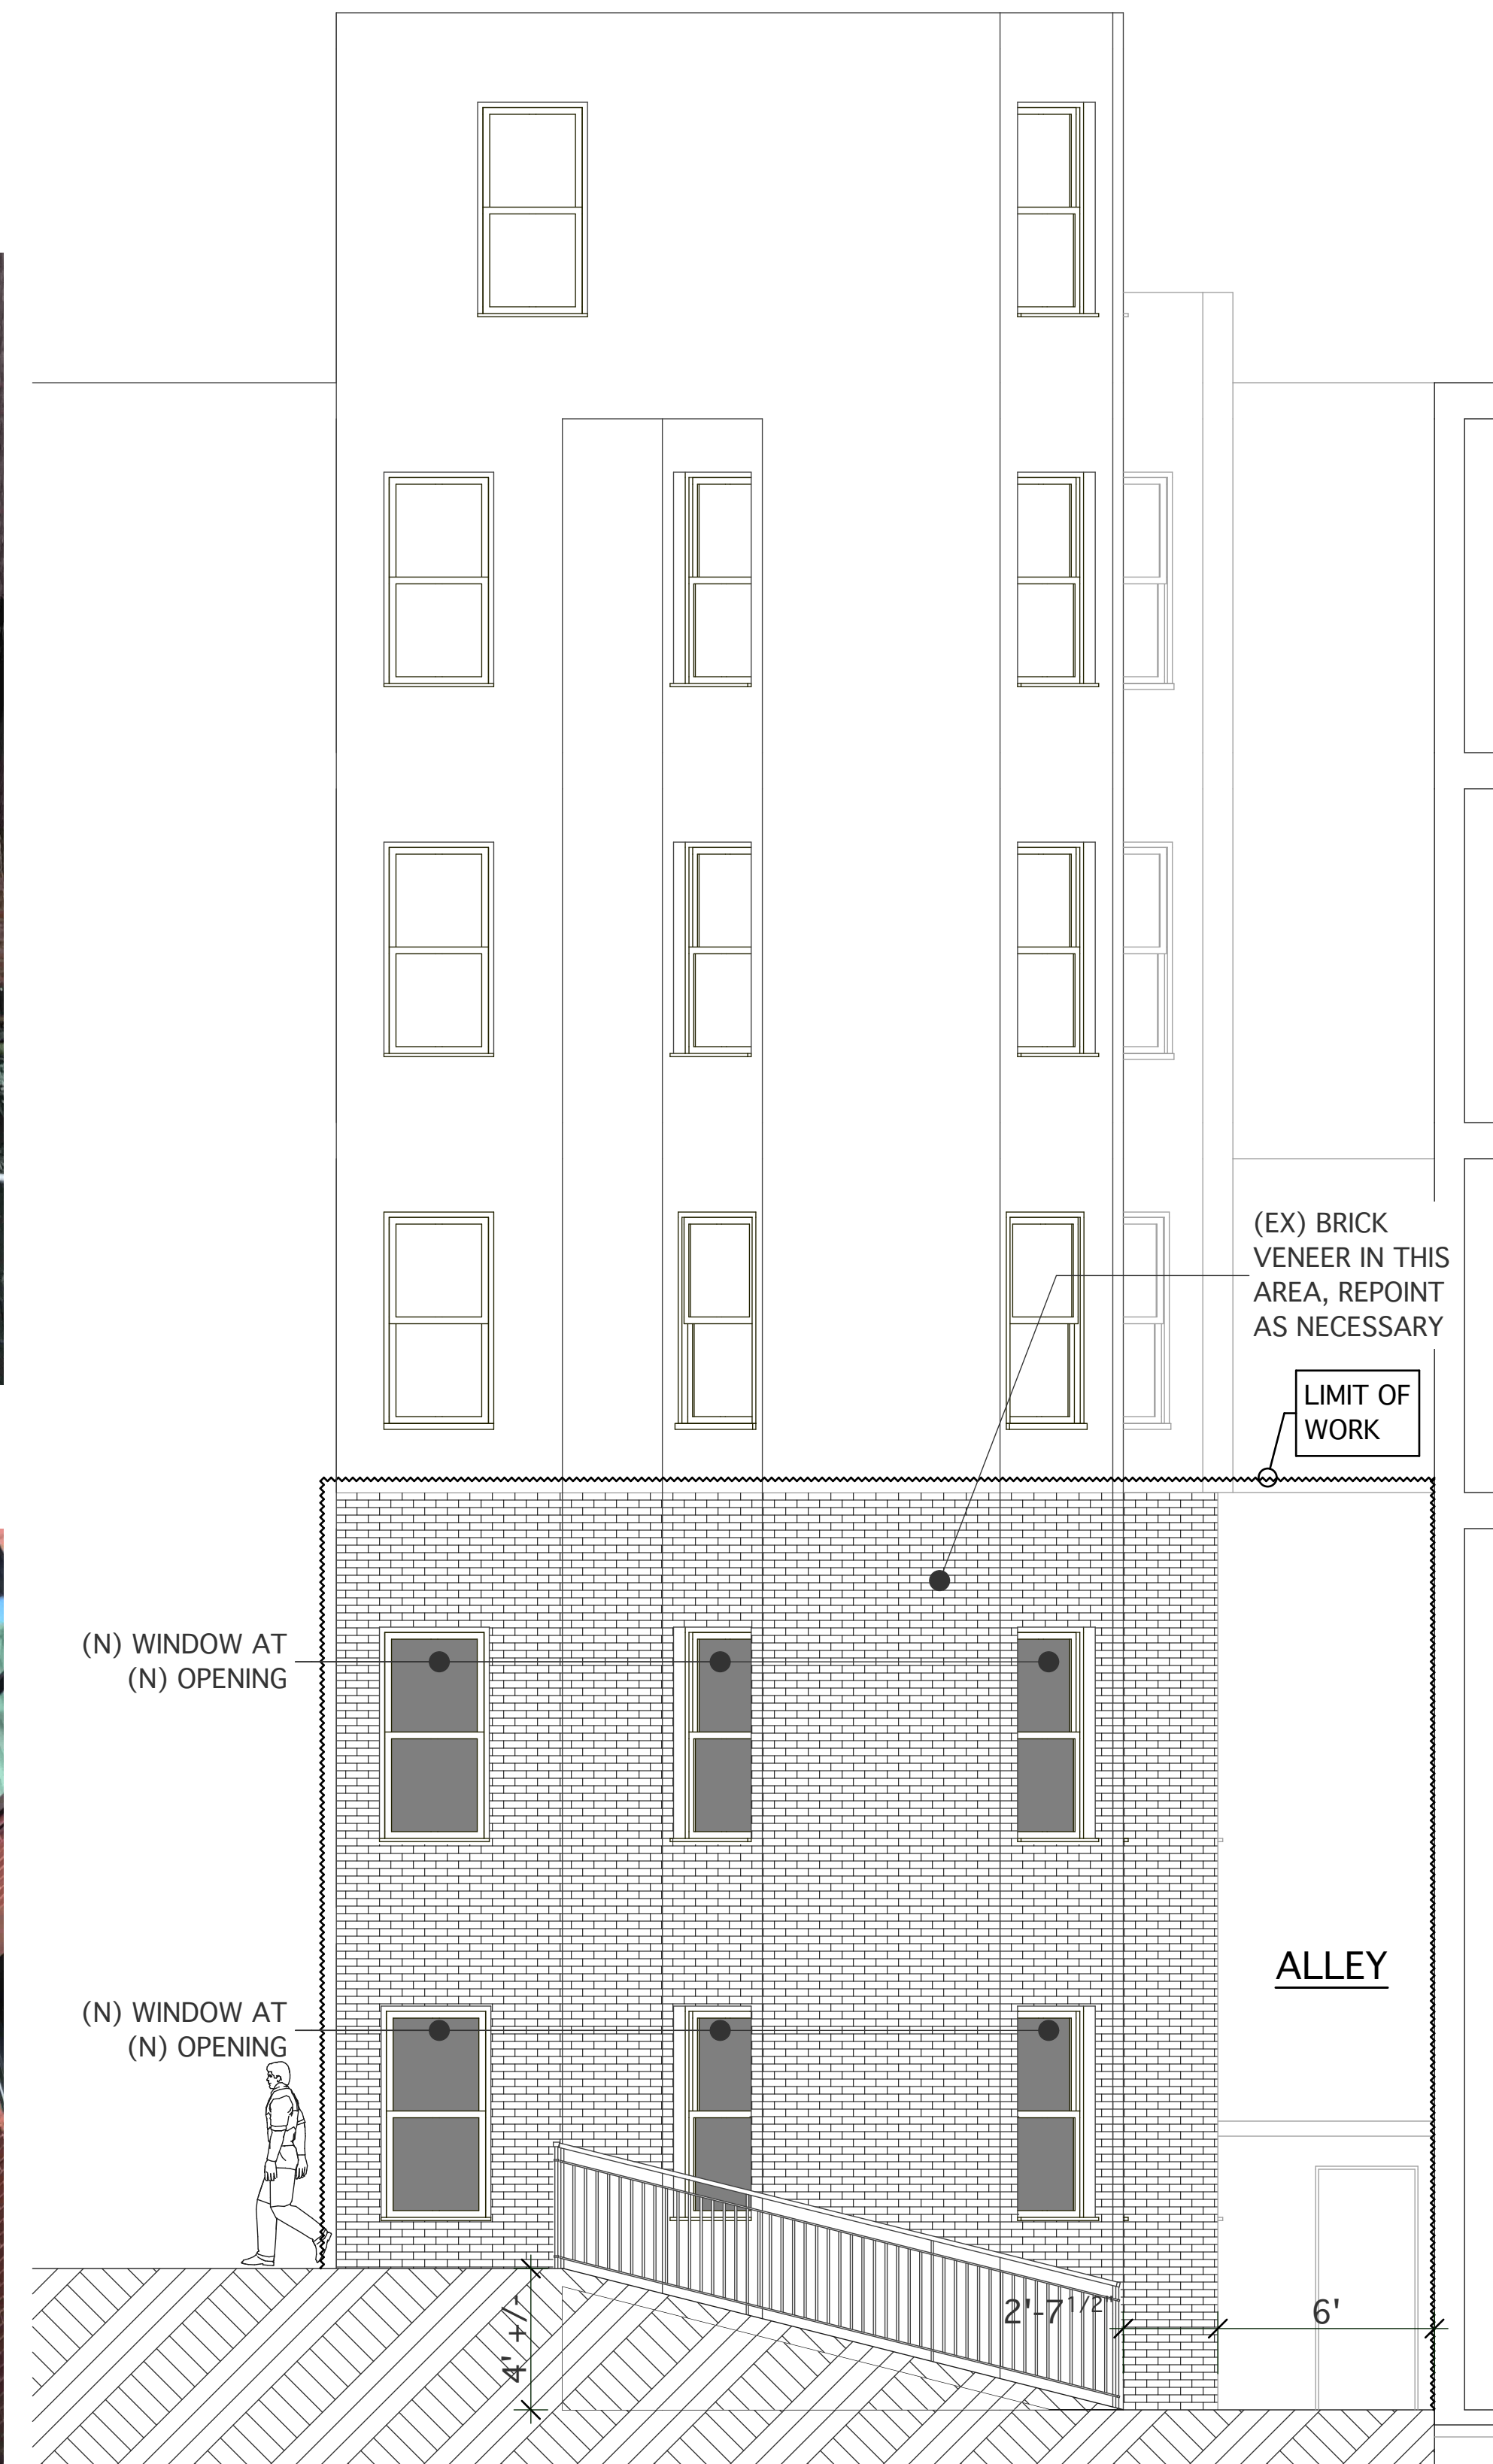 (EX) BRICK
VENEER IN THIS
AREA, REPOINT
AS NECESSARY
LIMIT OF
WORK
(N) WINDOW AT
(N) OPENING
ALLEY
(N) WINDOW AT
(N) OPENING
4' +/-
2'-7 1/2"
6'